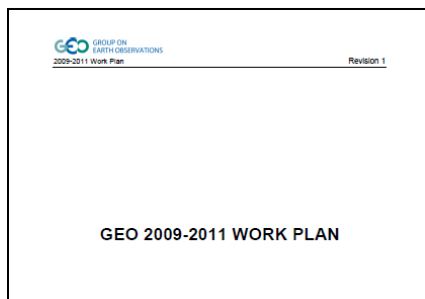 GEO GROUP ON
EARTH OBSERVATIONS
2009-2011 Work Plan Revision 1
GEO 2009-2011 WORK PLAN